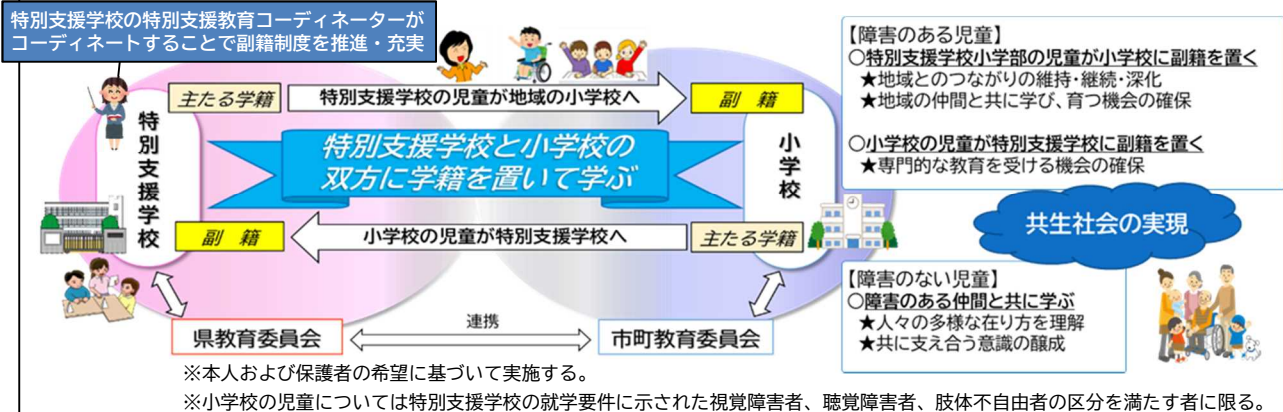 特別支援学校の特別支援教育コーディネーターが
コーディネートすることで副籍制度を推進・充実
主たる学籍
特別支援学校の児童が地域の小学校へ
副　籍
特別支援学校
特別支援学校と小学校の
双方に学籍を置いて学ぶ
小学校
副　籍
小学校の児童が特別支援学校へ
主たる学籍
県教育委員会
連携
市町教育委員会
【障害のある児童】
○特別支援学校小学部の児童が小学校に副籍を置く
★地域とのつながりの維持・継続・深化
★地域の仲間と共に学び、育つ機会の確保
○小学校の児童が特別支援学校に副籍を置く
★専門的な教育を受ける機会の確保
共生社会の実現
【障害のない児童】
○障害のある仲間と共に学ぶ
★人々の多様な在り方を理解
★共に支え合う意識の醸成
※本人および保護者の希望に基づいて実施する。
※小学校の児童については特別支援学校の就学要件に示された視覚障害者、聴覚障害者、肢体不自由者の区分を満たす者に限る。